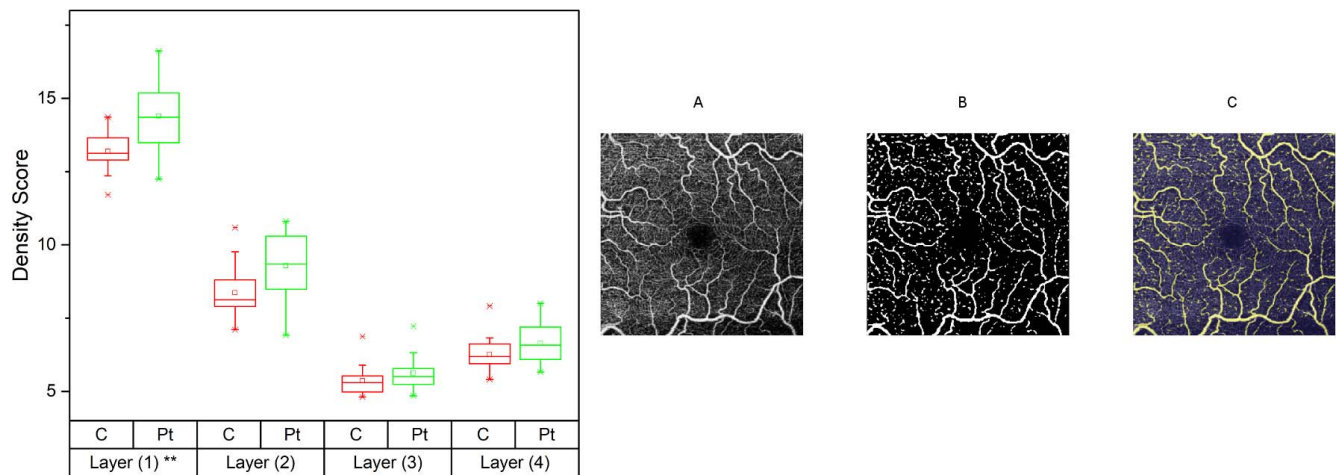 A B C
15
10
5
Density Score
C Pt C Pt C Pt C Pt
Layer (1) ** Layer (2) Layer (3) Layer (4)